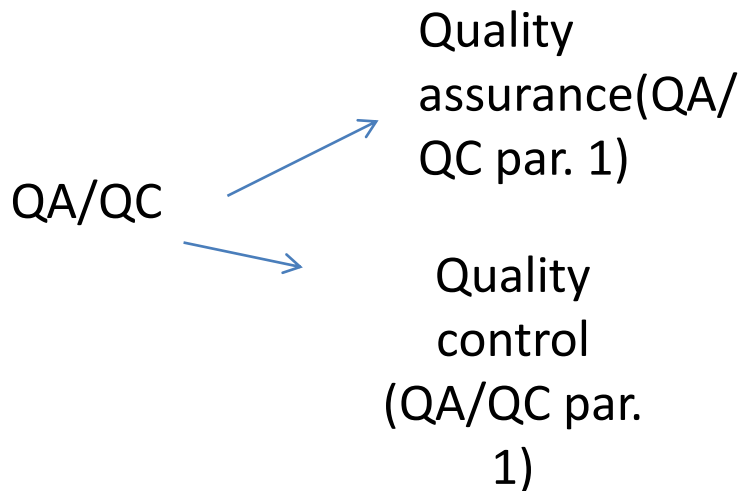 Quality
assurance(QA/
QC par. 1)
QA/QC
Quality
control
(QA/QC par.
1)